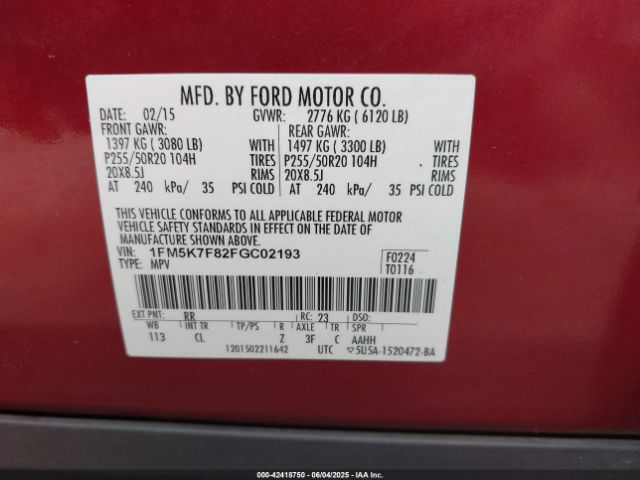 MFD. BY FORD MOTOR CO.
DATE: 02/15 GVWR: 2776 KG ( 6120 LB)
FRONT GAWR: REAR GAWR:
1397 KG ( 3080 LB) WITH 1497 KG ( 3300 LB) WITH
P255/50R20 104H TIRES P255/50R20 104H TIRES
20X8.5J RIMS 20X8.5J RIMS
AT 240 kPa/ 35 PSI COLD AT 240 kPa/ 35 PSI COLD
THIS VEHICLE CONFORMS TO ALL APPLICABLE FEDERAL MOTOR
VEHICLE SAFETY STANDARDS IN EFFECT ON THE DATE OF
MANUFACTURE SHOWN ABOVE.
VIN: 1FM5K7F82FGC02193 F0224
TYPE: MPV T0116
EXT PNT: RR RC: 23 DSO:
WB INT TR TP/PS R AXLE TR SPR
113 CL Z 3F C AAHH
1201502211642 UTC ▽5U5A-1520472-BA
000-42418750 - 06/04/2025 - IAAI.COM